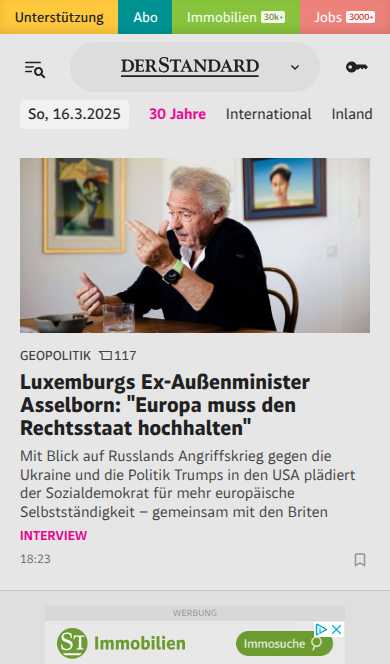 Unterstützung Abo Immobilien 30k+ Jobs 3000+
DERSTANDARD
So, 16.3.2025 30 Jahre International Inland
GEOPOLITIK 117
Luxemburgs Ex-Außenminister
Asselborn: "Europa muss den
Rechtsstaat hochhalten"
Mit Blick auf Russlands Angriffskrieg gegen die
Ukraine und die Politik Trumps in den USA plädiert
der Sozialdemokrat für mehr europäische
Selbstständigkeit – gemeinsam mit den Briten
INTERVIEW
18:23
WERBUNG
ST Immobilien Immosuche